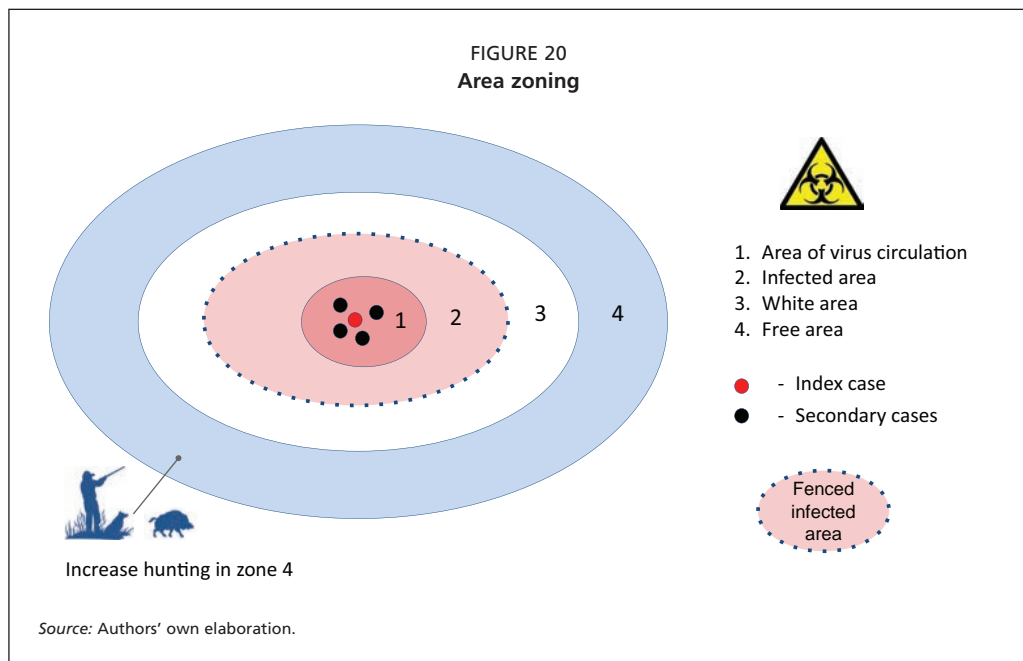 FIGURE 20
Area zoning
1
2
3
4
1. Area of virus circulation
2. Infected area
3. White area
4. Free area
- Index case
- Secondary cases
Fenced
infected
area
Increase hunting in zone 4
Source: Authors' own elaboration.